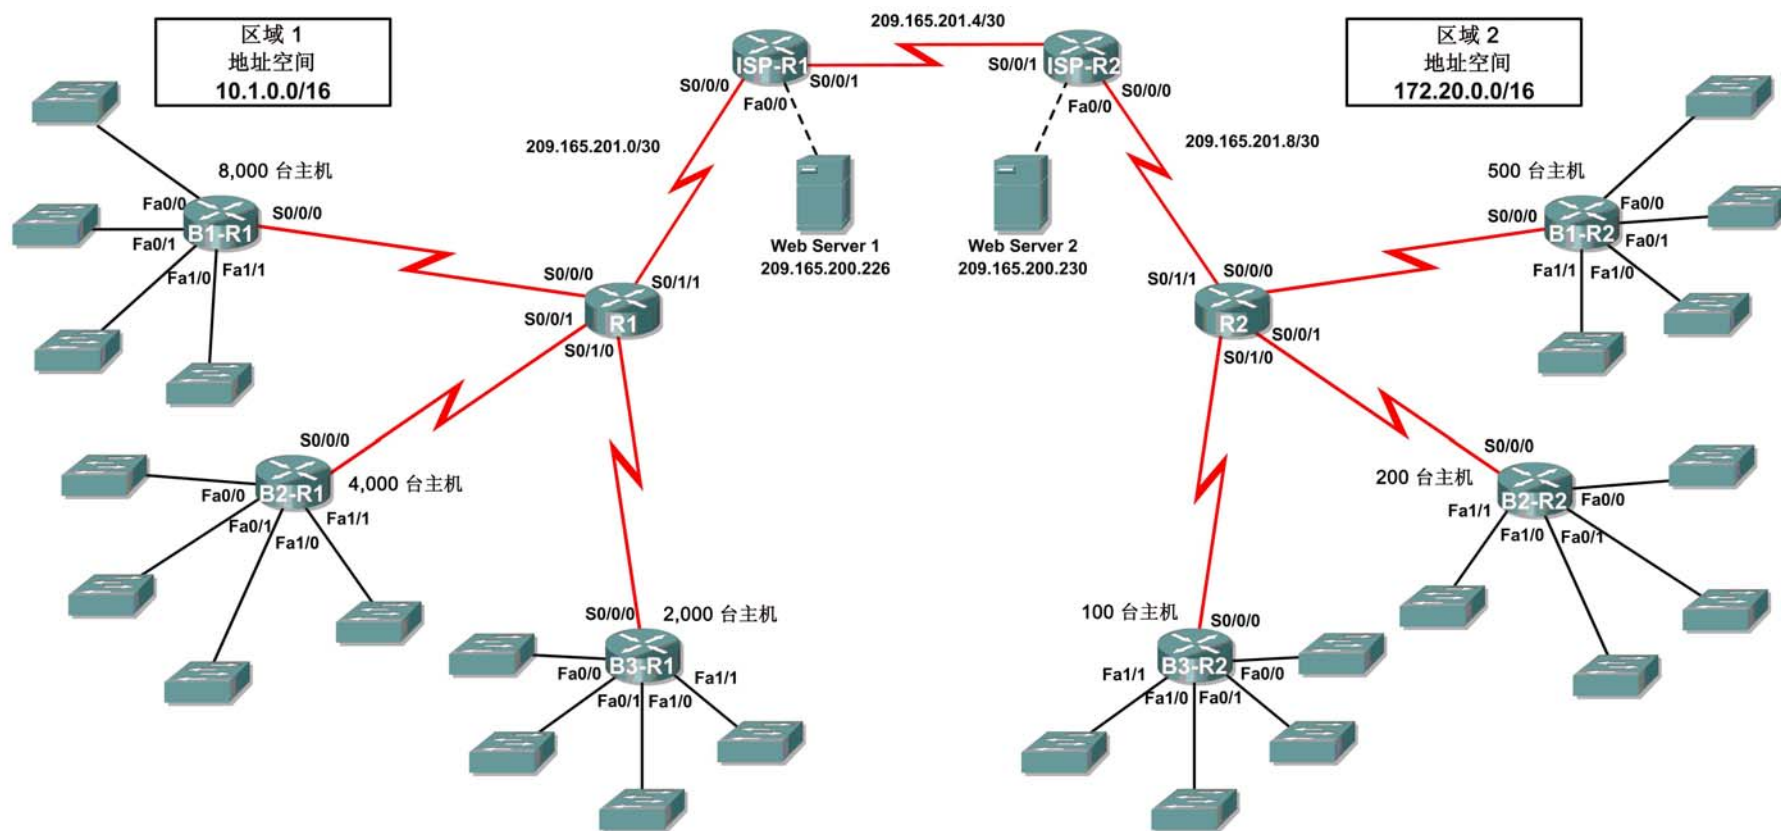 区域 1
地址空间
10.1.0.0/16
区域 2
地址空间
172.20.0.0/16
209.165.201.4/30
ISP-R1
S0/0/0
S0/0/1
Fa0/0
ISP-R2
S0/0/1
S0/0/0
Fa0/0
209.165.201.0/30
209.165.201.8/30
Web Server 1
209.165.200.226
Web Server 2
209.165.200.230
8,000 台主机
Fa0/0
S0/0/0
B1-R1
Fa0/1
Fa1/0
Fa1/1
S0/0/0
S0/1/1
S0/0/1
R1
S0/1/0
500 台主机
Fa0/0
S0/0/0
B1-R2
Fa0/1
Fa1/1
Fa1/0
S0/0/0
S0/1/1
R2
S0/0/1
S0/1/0
S0/0/0
4,000 台主机
B2-R1
Fa0/0
Fa0/1
Fa1/1
Fa1/0
S0/0/0
200 台主机
B2-R2
Fa0/0
Fa1/1
Fa1/0
Fa0/1
S0/0/0
2,000 台主机
B3-R1
Fa0/0
Fa1/1
Fa0/1
Fa1/0
100 台主机
S0/0/0
B3-R2
Fa1/1
Fa0/0
Fa1/0
Fa0/1